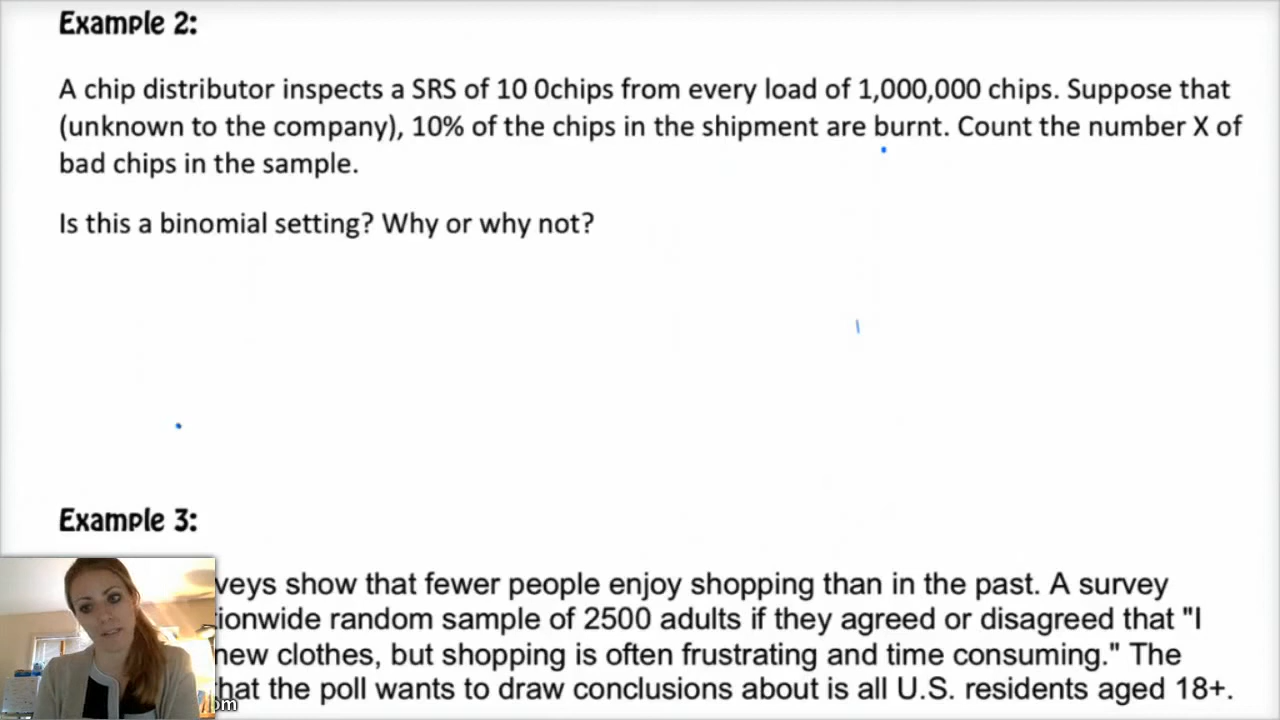 Example 2:
A chip distributor inspects a SRS of 10 0chips from every load of 1,000,000 chips. Suppose that
(unknown to the company), 10% of the chips in the shipment are burnt. Count the number X of
bad chips in the sample.
Is this a binomial setting? Why or why not?
Example 3:
veys show that fewer people enjoy shopping than in the past. A survey
ionwide random sample of 2500 adults if they agreed or disagreed that "I
new clothes, but shopping is often frustrating and time consuming." The
hat the poll wants to draw conclusions about is all U.S. residents aged 18+.